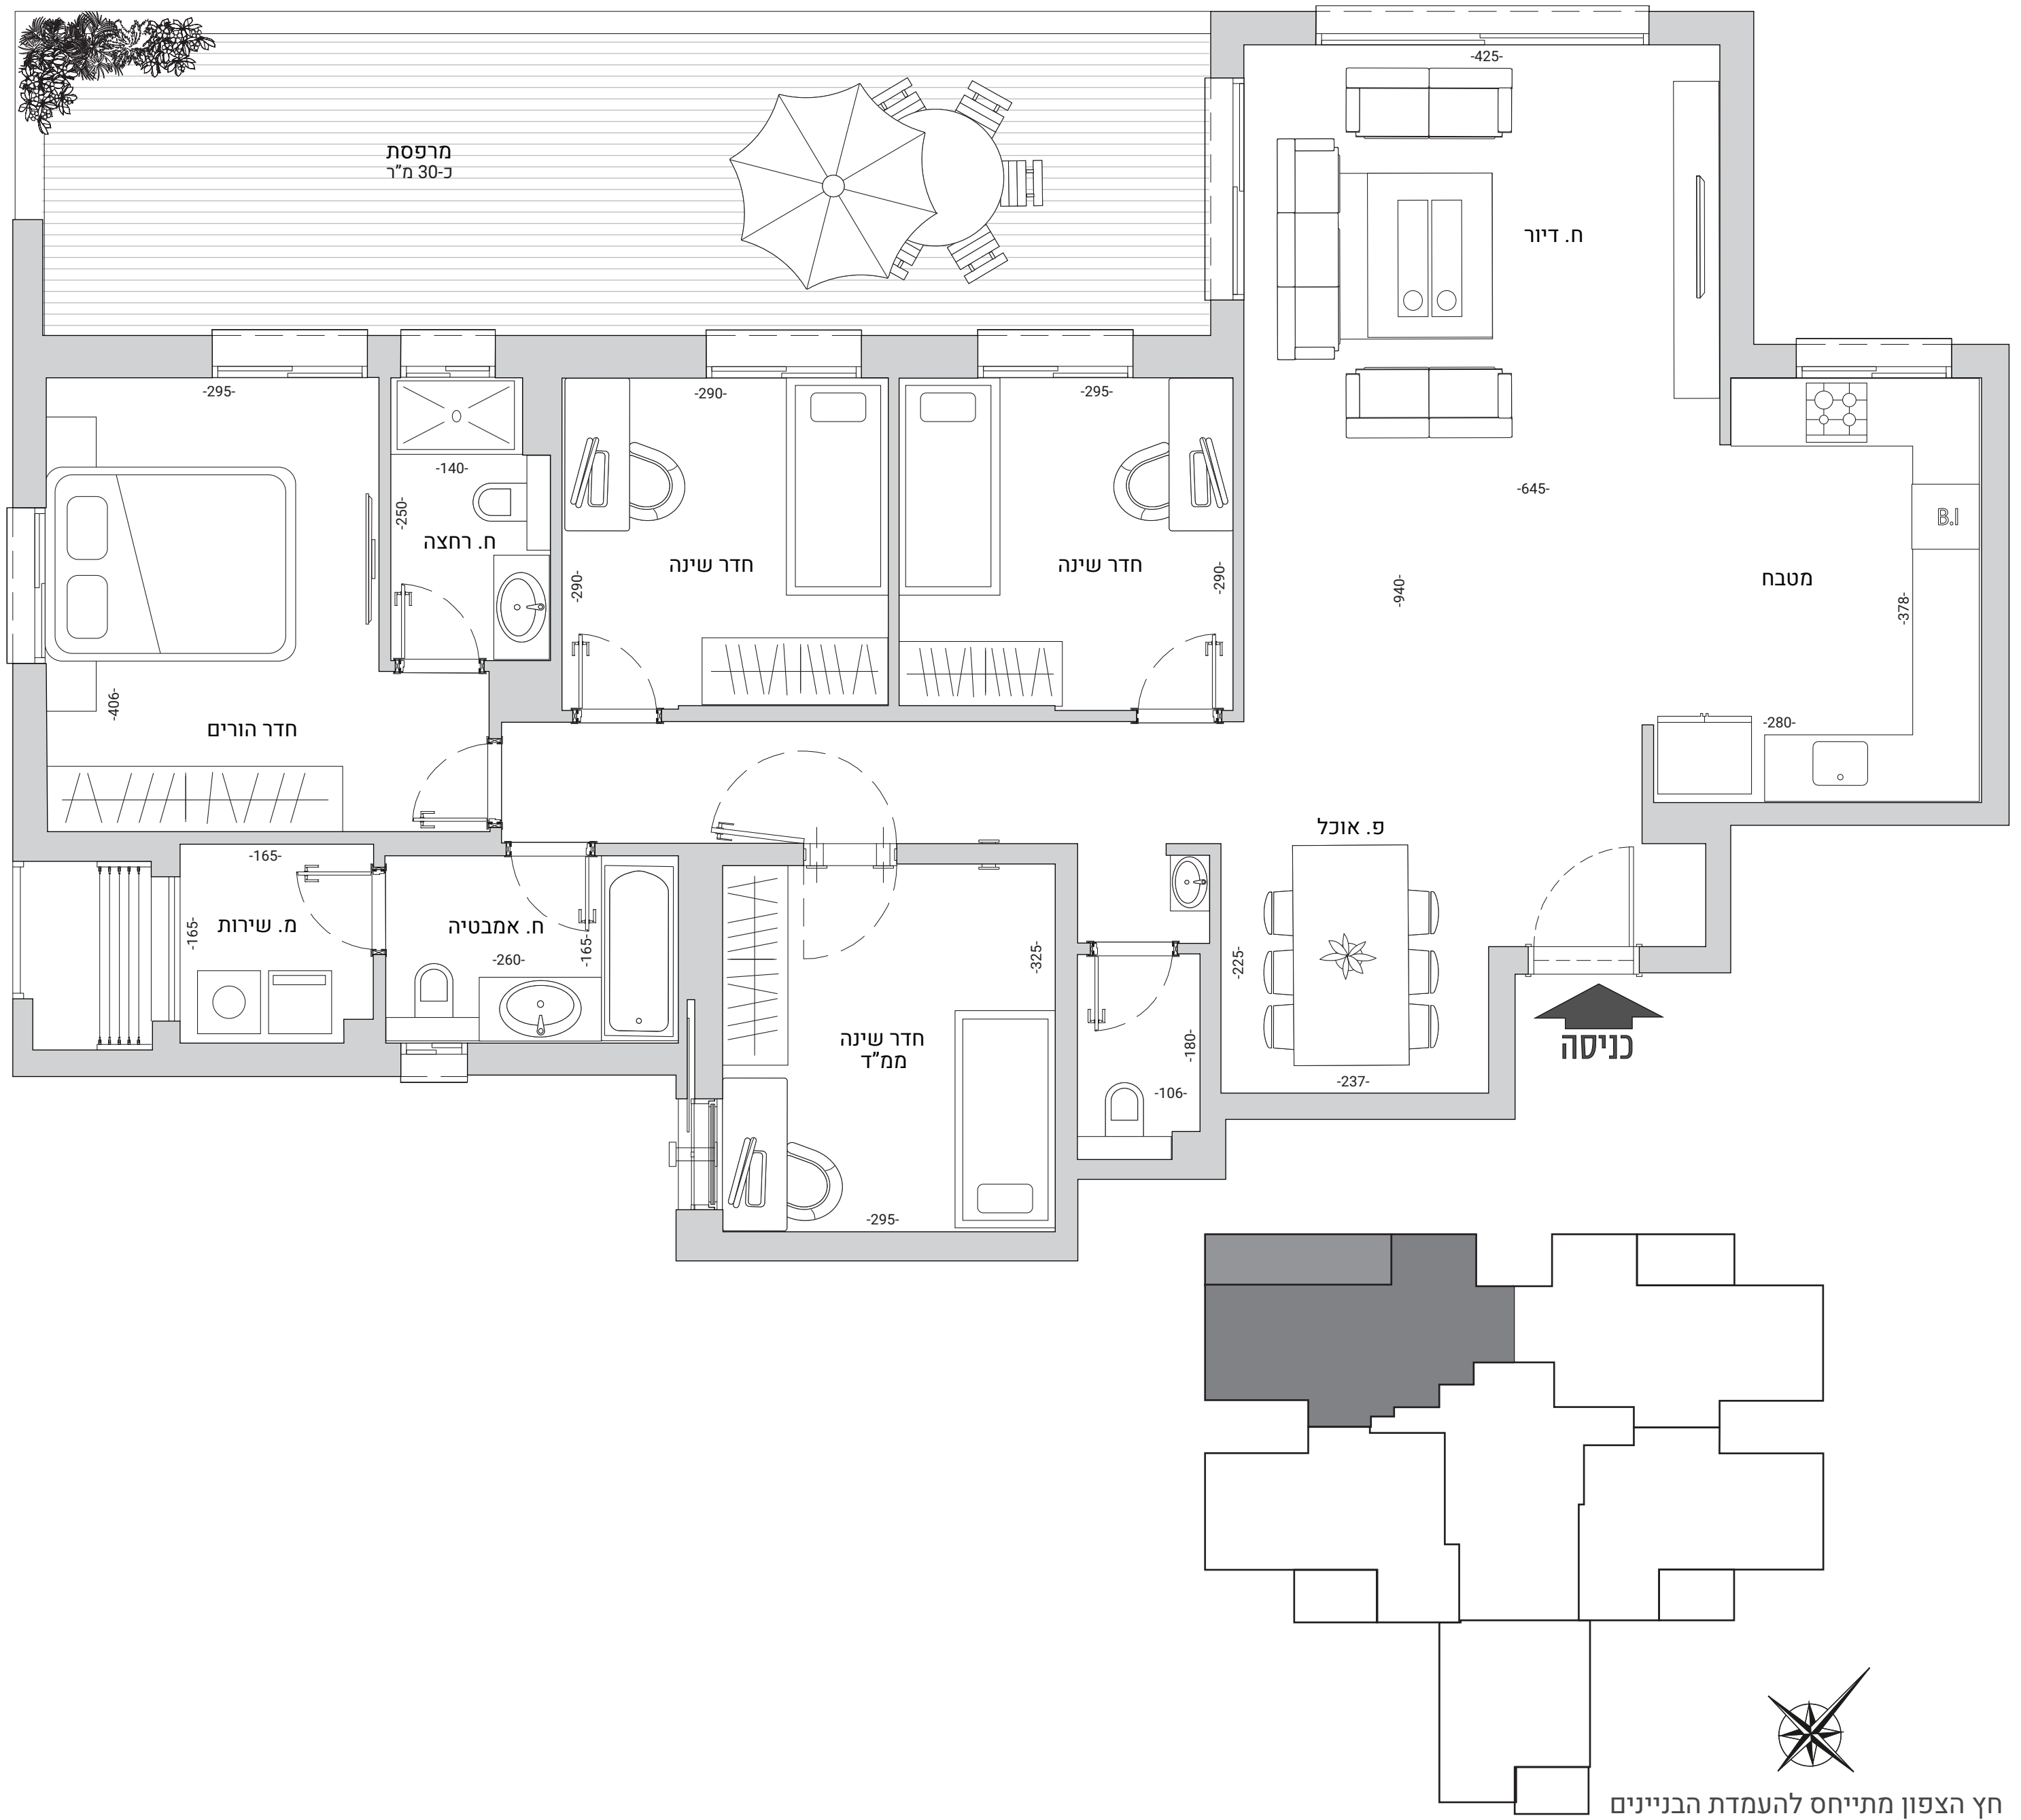 -425-
מרפסת
כ-30 מ"ר
ח. דיור
-295-
-290-
-295-
-140-
-250-
ח. רחצה
-645-
B.I
חדר שינה
חדר שינה
-290-
-290-
-940-
מטבח
-378-
-406-
חדר הורים
-280-
פ. אוכל
-165-
-165-
מ. שירות
ח. אמבטיה
-165-
-260-
-325-
-225-
חדר שינה
ממ"ד
-180-
-106-
-237-
כניסה
-295-
חץ הצפון מתייחס להעמדת הבניינים